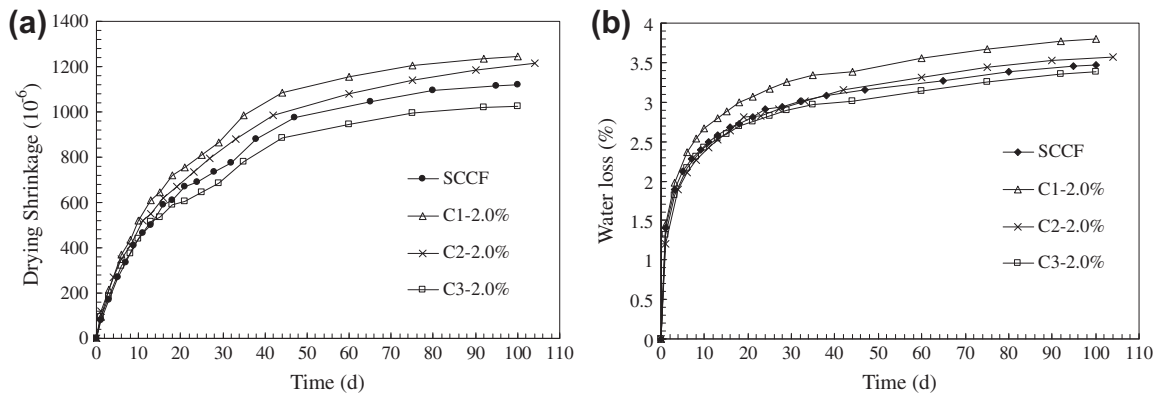 (a)
1400
1200
1000
800
600
400
200
0
Drying Shrinkage (10-6)
SCCF
C1-2.0%
C2-2.0%
C3-2.0%
0 10 20 30 40 50 60 70 80 90 100 110
Time (d)
(b)
4
3.5
3
2.5
2
1.5
1
0.5
0
Water loss (%)
SCCF
C1-2.0%
C2-2.0%
C3-2.0%
0 10 20 30 40 50 60 70 80 90 100 110
Time (d)